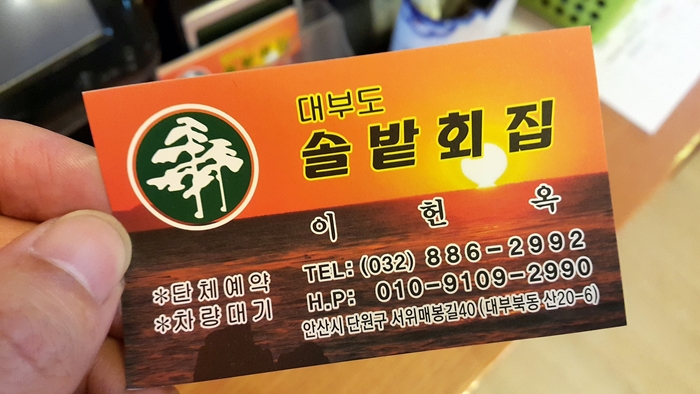 대부도
솔밭회집
이 헌 옥
TEL: (032) 886-2992
H.P: 010-9109-2990
안산시 단원구 서위매봉길40 (대부북동 산20-6)
※단체예약
※차량대기